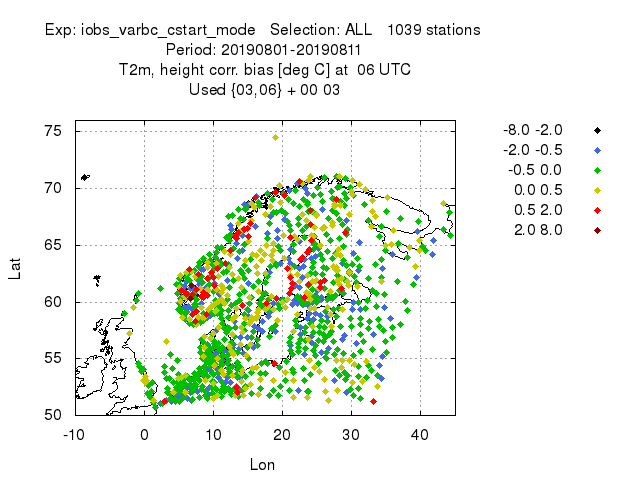 Exp: iobs_varbc_cstart_mode Selection: ALL 1039 stations
Period: 20190801-20190811
T2m, height corr. bias [deg C] at 06 UTC
Used {03,06} + 00 03
-8.0 -2.0
-2.0 -0.5
-0.5 0.0
0.0 0.5
0.5 2.0
2.0 8.0
75
70
65
60
55
50
Lat
-10 0 10 20 30 40
Lon